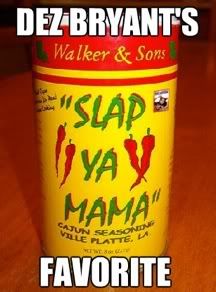 DEZ BRYANT'S
Walker & Sons
"SLAP
YA
MAMA"
CAJUN SEASONING
VILLE PLATTE, LA.
FAVORITE